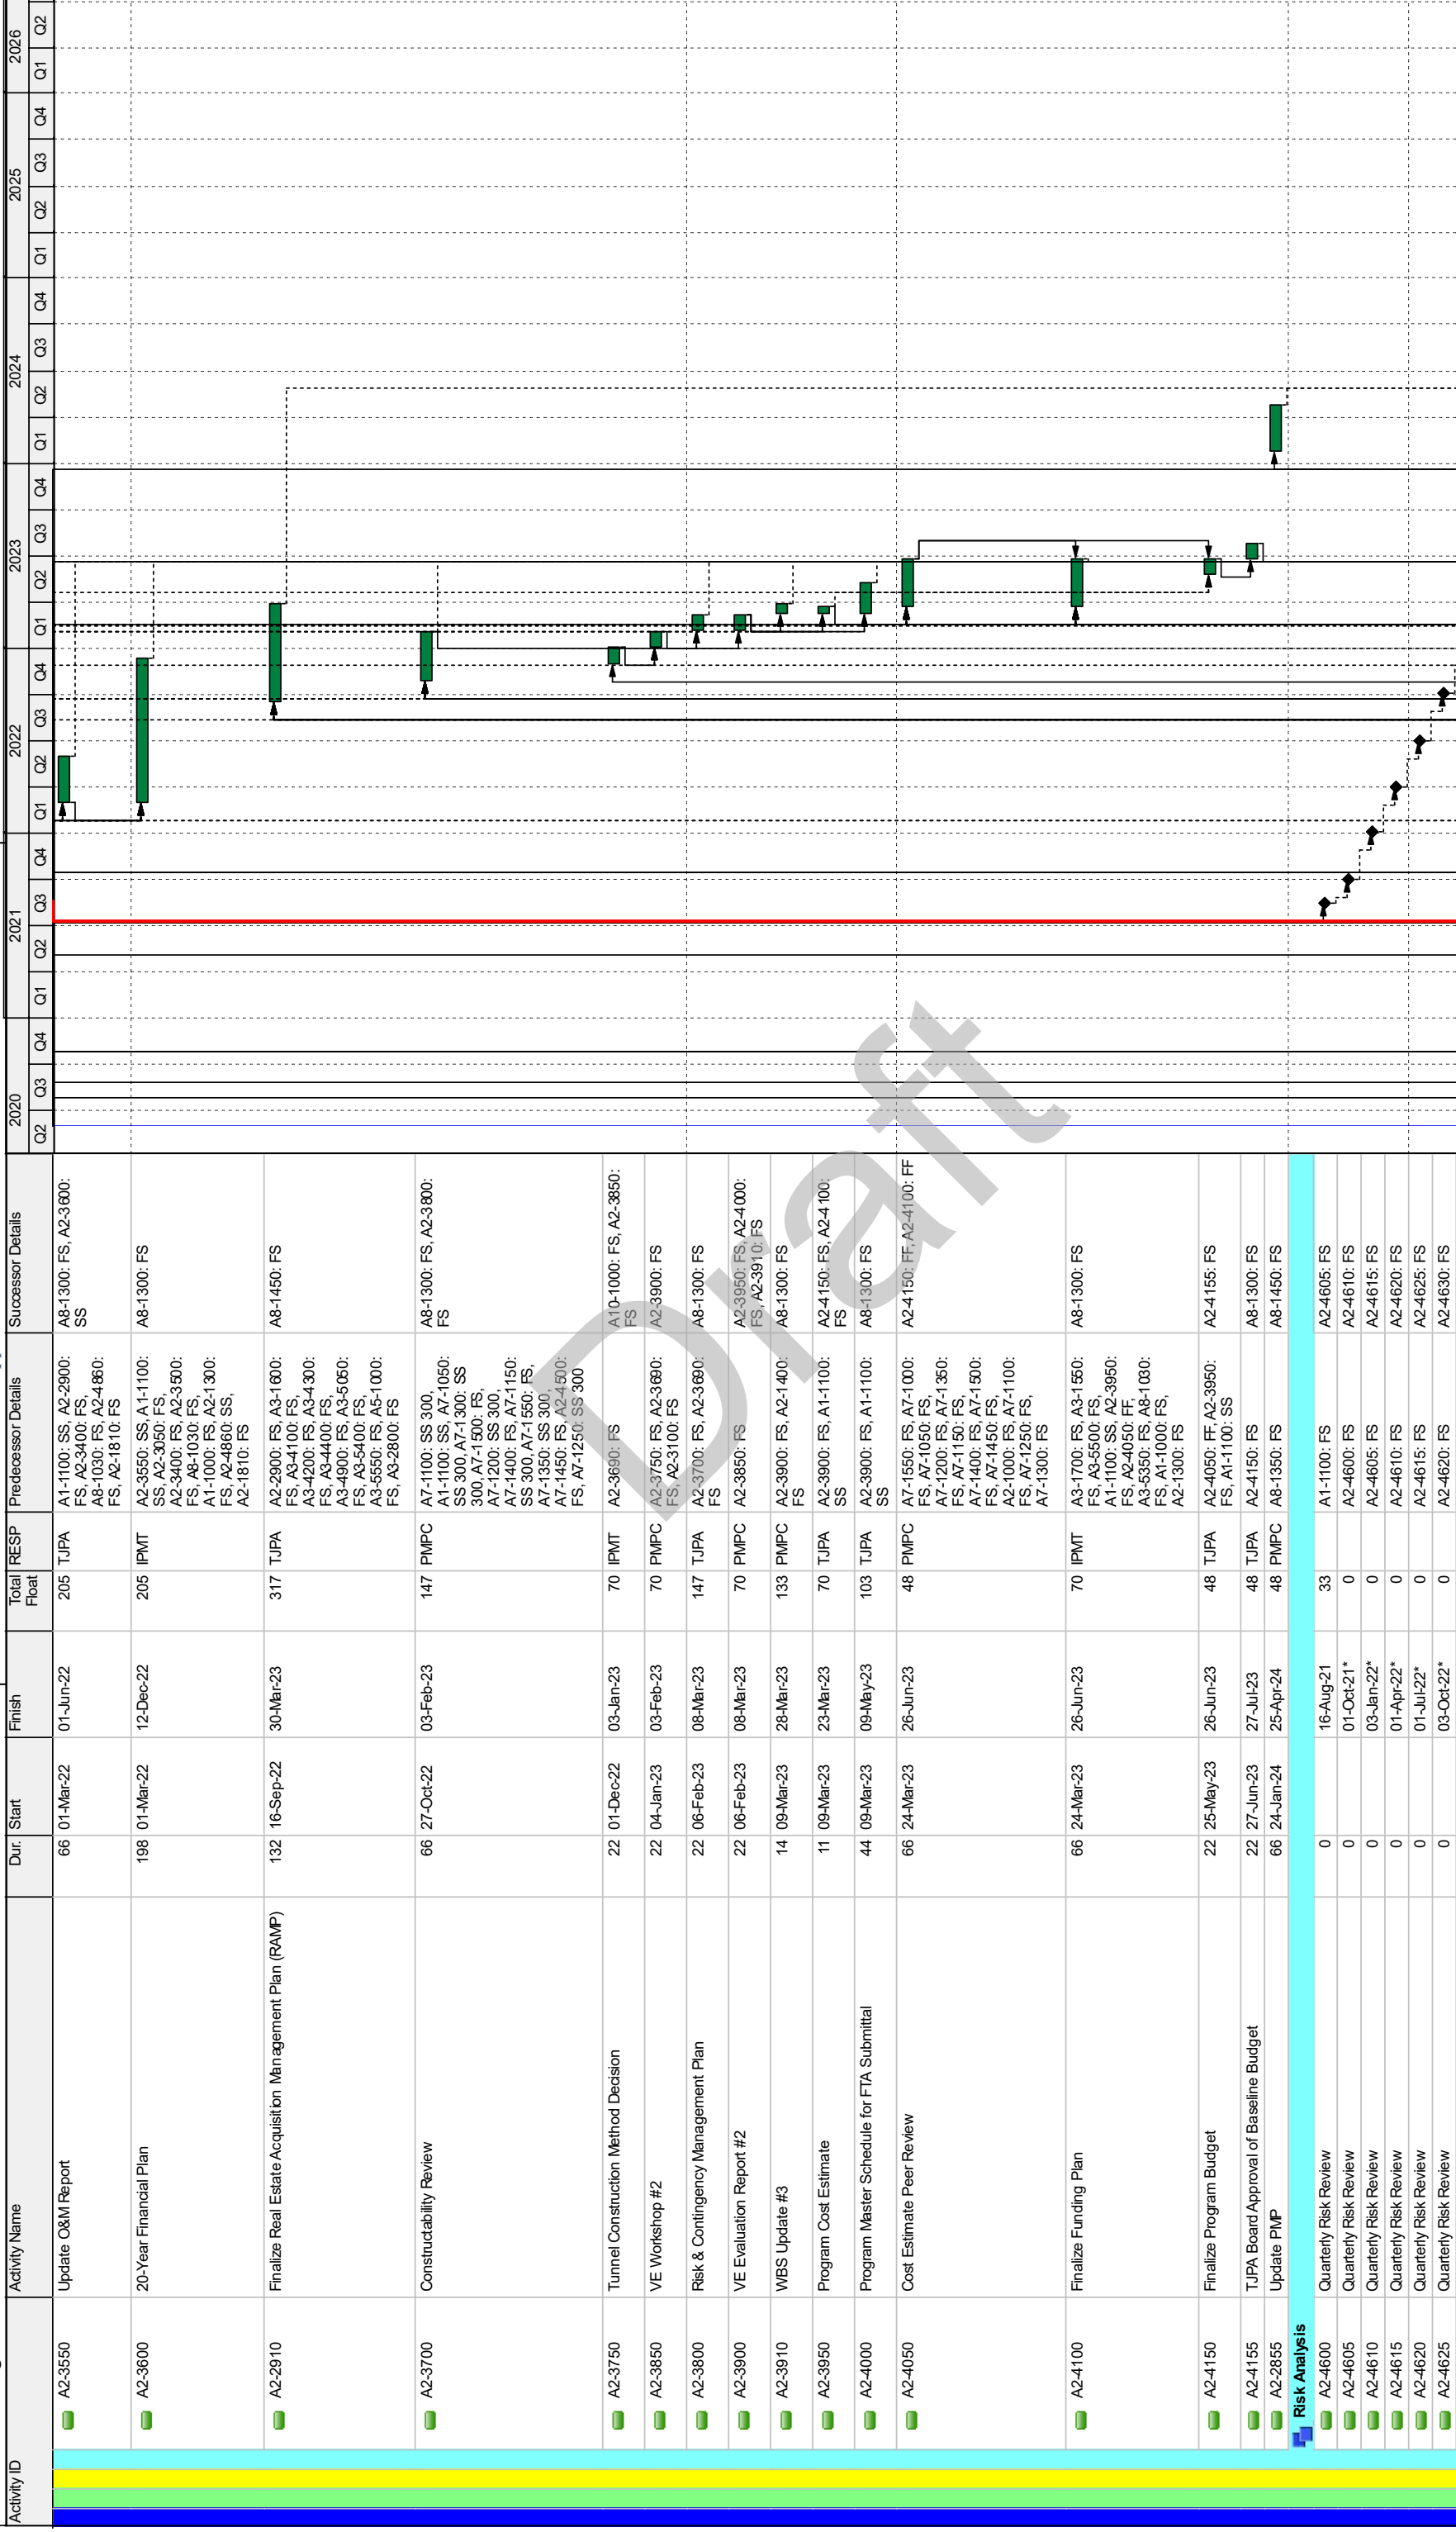 Activity ID Activity Name Dur. Start Finish Total Float RESP Predecessor Details Successor Details
2020 2021 2022 2023 2024 2025 2026
Q2 Q3 Q4 Q1 Q2 Q3 Q4 Q1 Q2 Q3 Q4 Q1 Q2 Q3 Q4 Q1 Q2 Q3 Q4 Q1 Q2 Q3 Q4 Q1 Q2
A2-3550 Update O&M Report 66 01-Mar-22 01-Jun-22 205 TJPA A1-1100: SS, A2-2900: A8-1300: FS, A2-3600:
FS, A2-3400: FS, SS
A8-1030: FS, A2-4860:
FS, A2-1810: FS
A2-3600 20-Year Financial Plan 198 01-Mar-22 12-Dec-22 205 IPMT A2-3550: SS, A1-1100: A8-1300: FS
SS, A2-3050: FS,
A2-3400: FS, A2-3500:
FS, A8-1030: FS,
A1-1000: FS, A2-1300:
FS, A2-4860: SS,
A2-1810: FS
A2-2910 Finalize Real Estate Acquisition Management Plan (RAMP) 132 16-Sep-22 30-Mar-23 317 TJPA A2-2900: FS, A3-1600: A8-1450: FS
FS, A3-4100: FS,
A3-4200: FS, A3-4300:
FS, A3-4400: FS,
A3-4900: FS, A3-5050:
FS, A3-5400: FS,
A3-5550: FS, A5-1000:
FS, A3-2800: FS
A2-3700 Constructability Review 66 27-Oct-22 03-Feb-23 147 PMPC A7-1100: SS 300, A8-1300: FS, A2-3800:
A1-1100: SS, A7-1050: FS
SS 300, A7-1300: SS
300, A7-1500: FS,
A7-1200: SS 300,
A7-1400: FS, A7-1150:
SS 300, A7-1550: FS,
A7-1350: SS 300,
A7-1450: FS, A2-4500:
FS, A7-1250: SS 300
A2-3750 Tunnel Construction Method Decision 22 01-Dec-22 03-Jan-23 70 IPMT A2-3690: FS A10-1000: FS, A2-3850:
FS
A2-3850 VE Workshop #2 22 04-Jan-23 03-Feb-23 70 PMPC A2-3750: FS, A2-3690: A2-3900: FS
FS, A2-3100: FS
A2-3800 Risk & Contingency Management Plan 22 06-Feb-23 08-Mar-23 147 TJPA A2-3700: FS, A2-3690: A8-1300: FS
FS
A2-3900 VE Evaluation Report #2 22 06-Feb-23 08-Mar-23 70 PMPC A2-3850: FS A2-3950: FS, A2-4000:
FS, A2-3910: FS
A2-3910 WBS Update #3 14 09-Mar-23 28-Mar-23 133 PMPC A2-3900: FS, A2-1400: A8-1300: FS
FS
A2-3950 Program Cost Estimate 11 09-Mar-23 23-Mar-23 70 TJPA A2-3900: FS, A1-1100: A2-4150: FS, A2-4100:
SS FS
A2-4000 Program Master Schedule for FTA Submittal 44 09-Mar-23 09-May-23 103 TJPA A2-3900: FS, A1-1100: A8-1300: FS
SS
A2-4050 Cost Estimate Peer Review 66 24-Mar-23 26-Jun-23 48 PMPC A7-1550: FS, A7-1000: A2-4150: FF, A2-4100: FF
FS, A7-1050: FS,
A7-1200: FS, A7-1350:
FS, A7-1150: FS,
A7-1400: FS, A7-1500:
FS, A7-1450: FS,
A2-1000: FS, A7-1100:
FS, A7-1250: FS,
A7-1300: FS
A2-4100 Finalize Funding Plan 66 24-Mar-23 26-Jun-23 70 IPMT A3-1700: FS, A3-1550: A8-1300: FS
FS, A3-5500: FS,
A1-1100: SS, A2-3950:
FS, A2-4050: FF,
A3-5350: FS, A8-1030:
FS, A1-1000: FS,
A2-1300: FS
A2-4150 Finalize Program Budget 22 25-May-23 26-Jun-23 48 TJPA A2-4050: FF, A2-3950: A2-4155: FS
FS, A1-1100: SS
A2-4155 TJPA Board Approval of Baseline Budget 22 27-Jun-23 27-Jul-23 48 TJPA A2-4150: FS A8-1300: FS
A2-2855 Update PMP 66 24-Jan-24 25-Apr-24 48 PMPC A8-1350: FS A8-1450: FS
Risk Analysis
A2-4600 Quarterly Risk Review 0 16-Aug-21 33 A1-1100: FS A2-4605: FS
A2-4605 Quarterly Risk Review 0 01-Oct-21* 0 A2-4600: FS A2-4610: FS
A2-4610 Quarterly Risk Review 0 03-Jan-22* 0 A2-4605: FS A2-4615: FS
A2-4615 Quarterly Risk Review 0 01-Apr-22* 0 A2-4610: FS A2-4620: FS
A2-4620 Quarterly Risk Review 0 01-Jul-22* 0 A2-4615: FS A2-4625: FS
A2-4625 Quarterly Risk Review 0 03-Oct-22* 0 A2-4620: FS A2-4630: FS
Draft